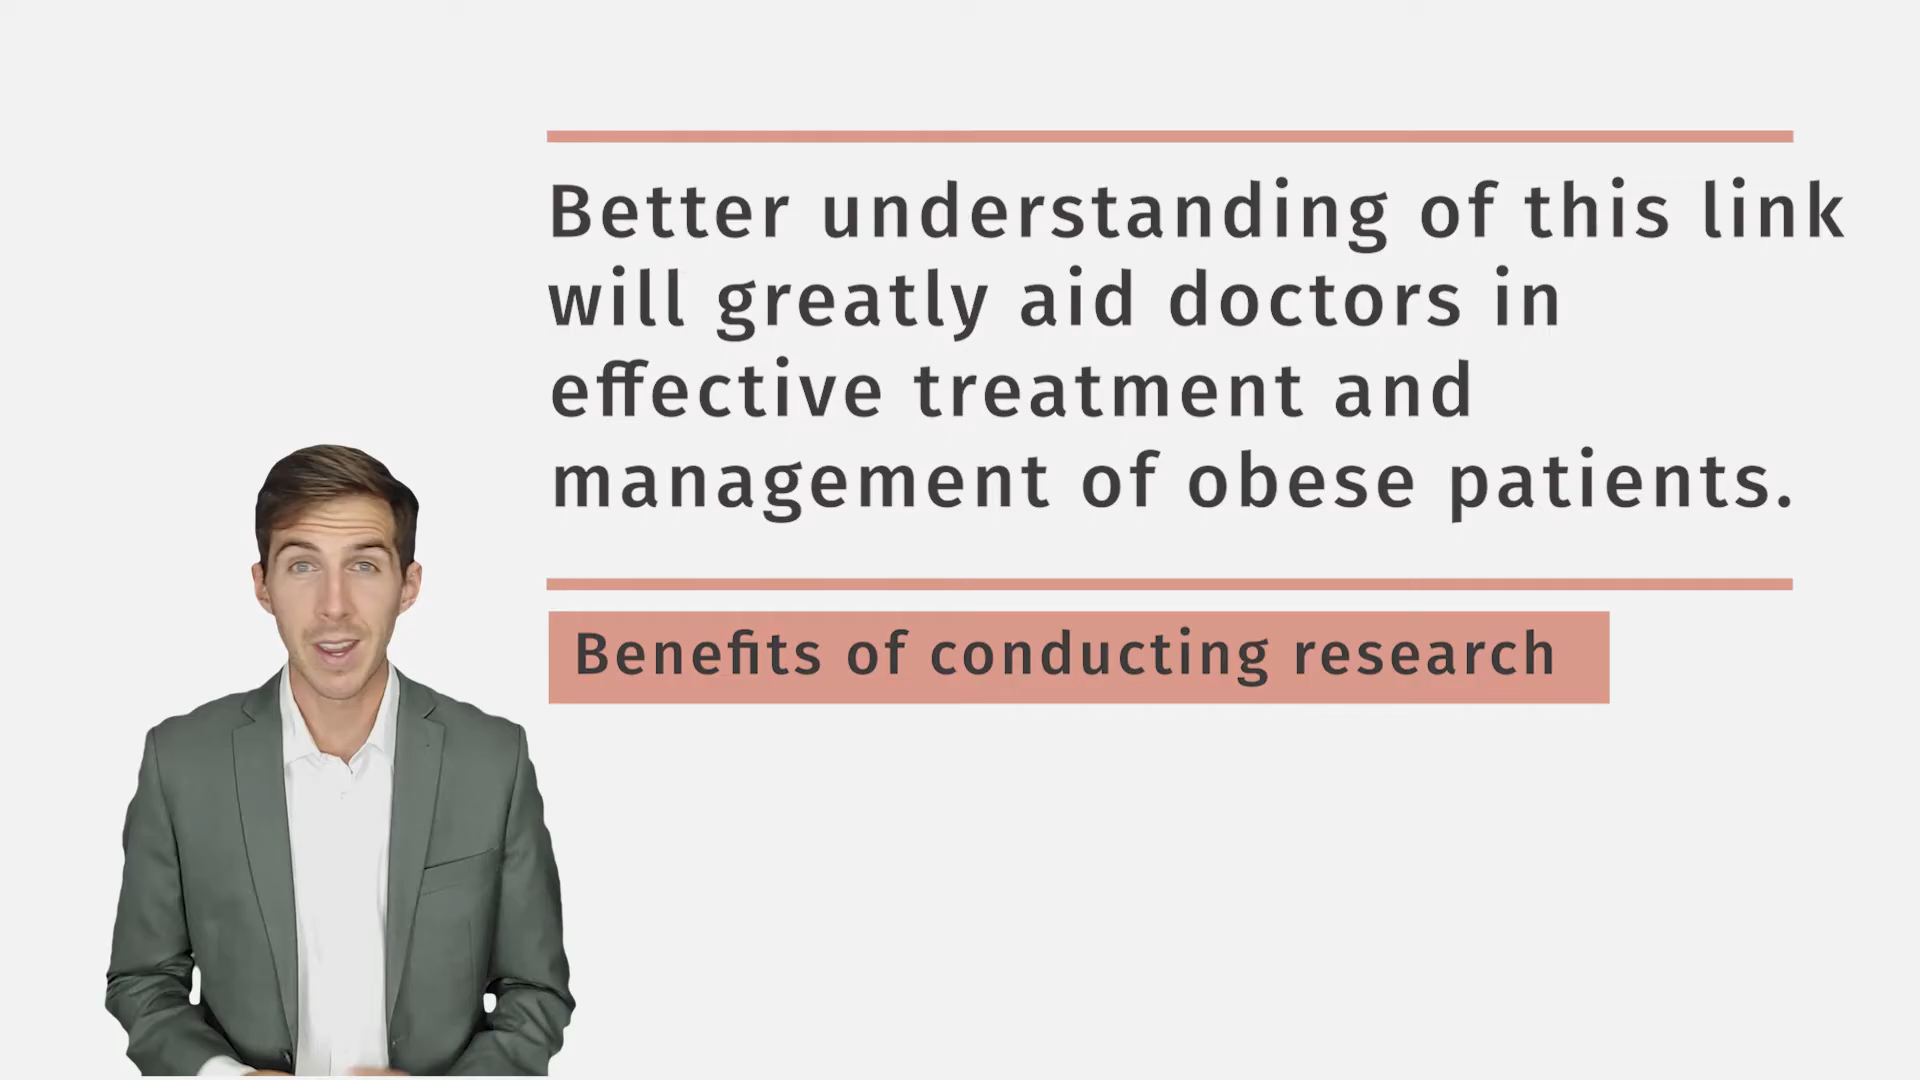 Better understanding of this link
will greatly aid doctors in
effective treatment and
management of obese patients.
Benefits of conducting research